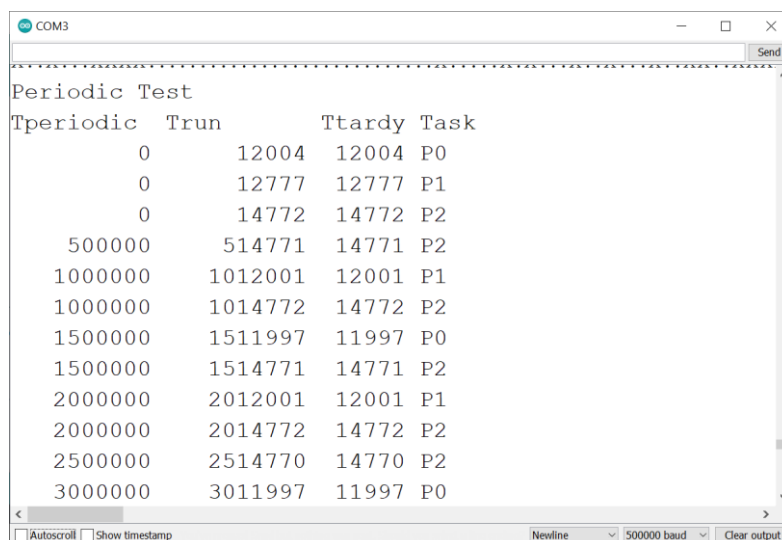 COM3
Send
Periodic Test
Tperiodic Trun Ttardy Task
0 12004 12004 P0
0 12777 12777 P1
0 14772 14772 P2
500000 514771 14771 P2
1000000 1012001 12001 P1
1000000 1014772 14772 P2
1500000 1511997 11997 P0
1500000 1514771 14771 P2
2000000 2012001 12001 P1
2000000 2014772 14772 P2
2500000 2514770 14770 P2
3000000 3011997 11997 P0
Autoscroll Show timestamp Newline 500000 baud Clear output